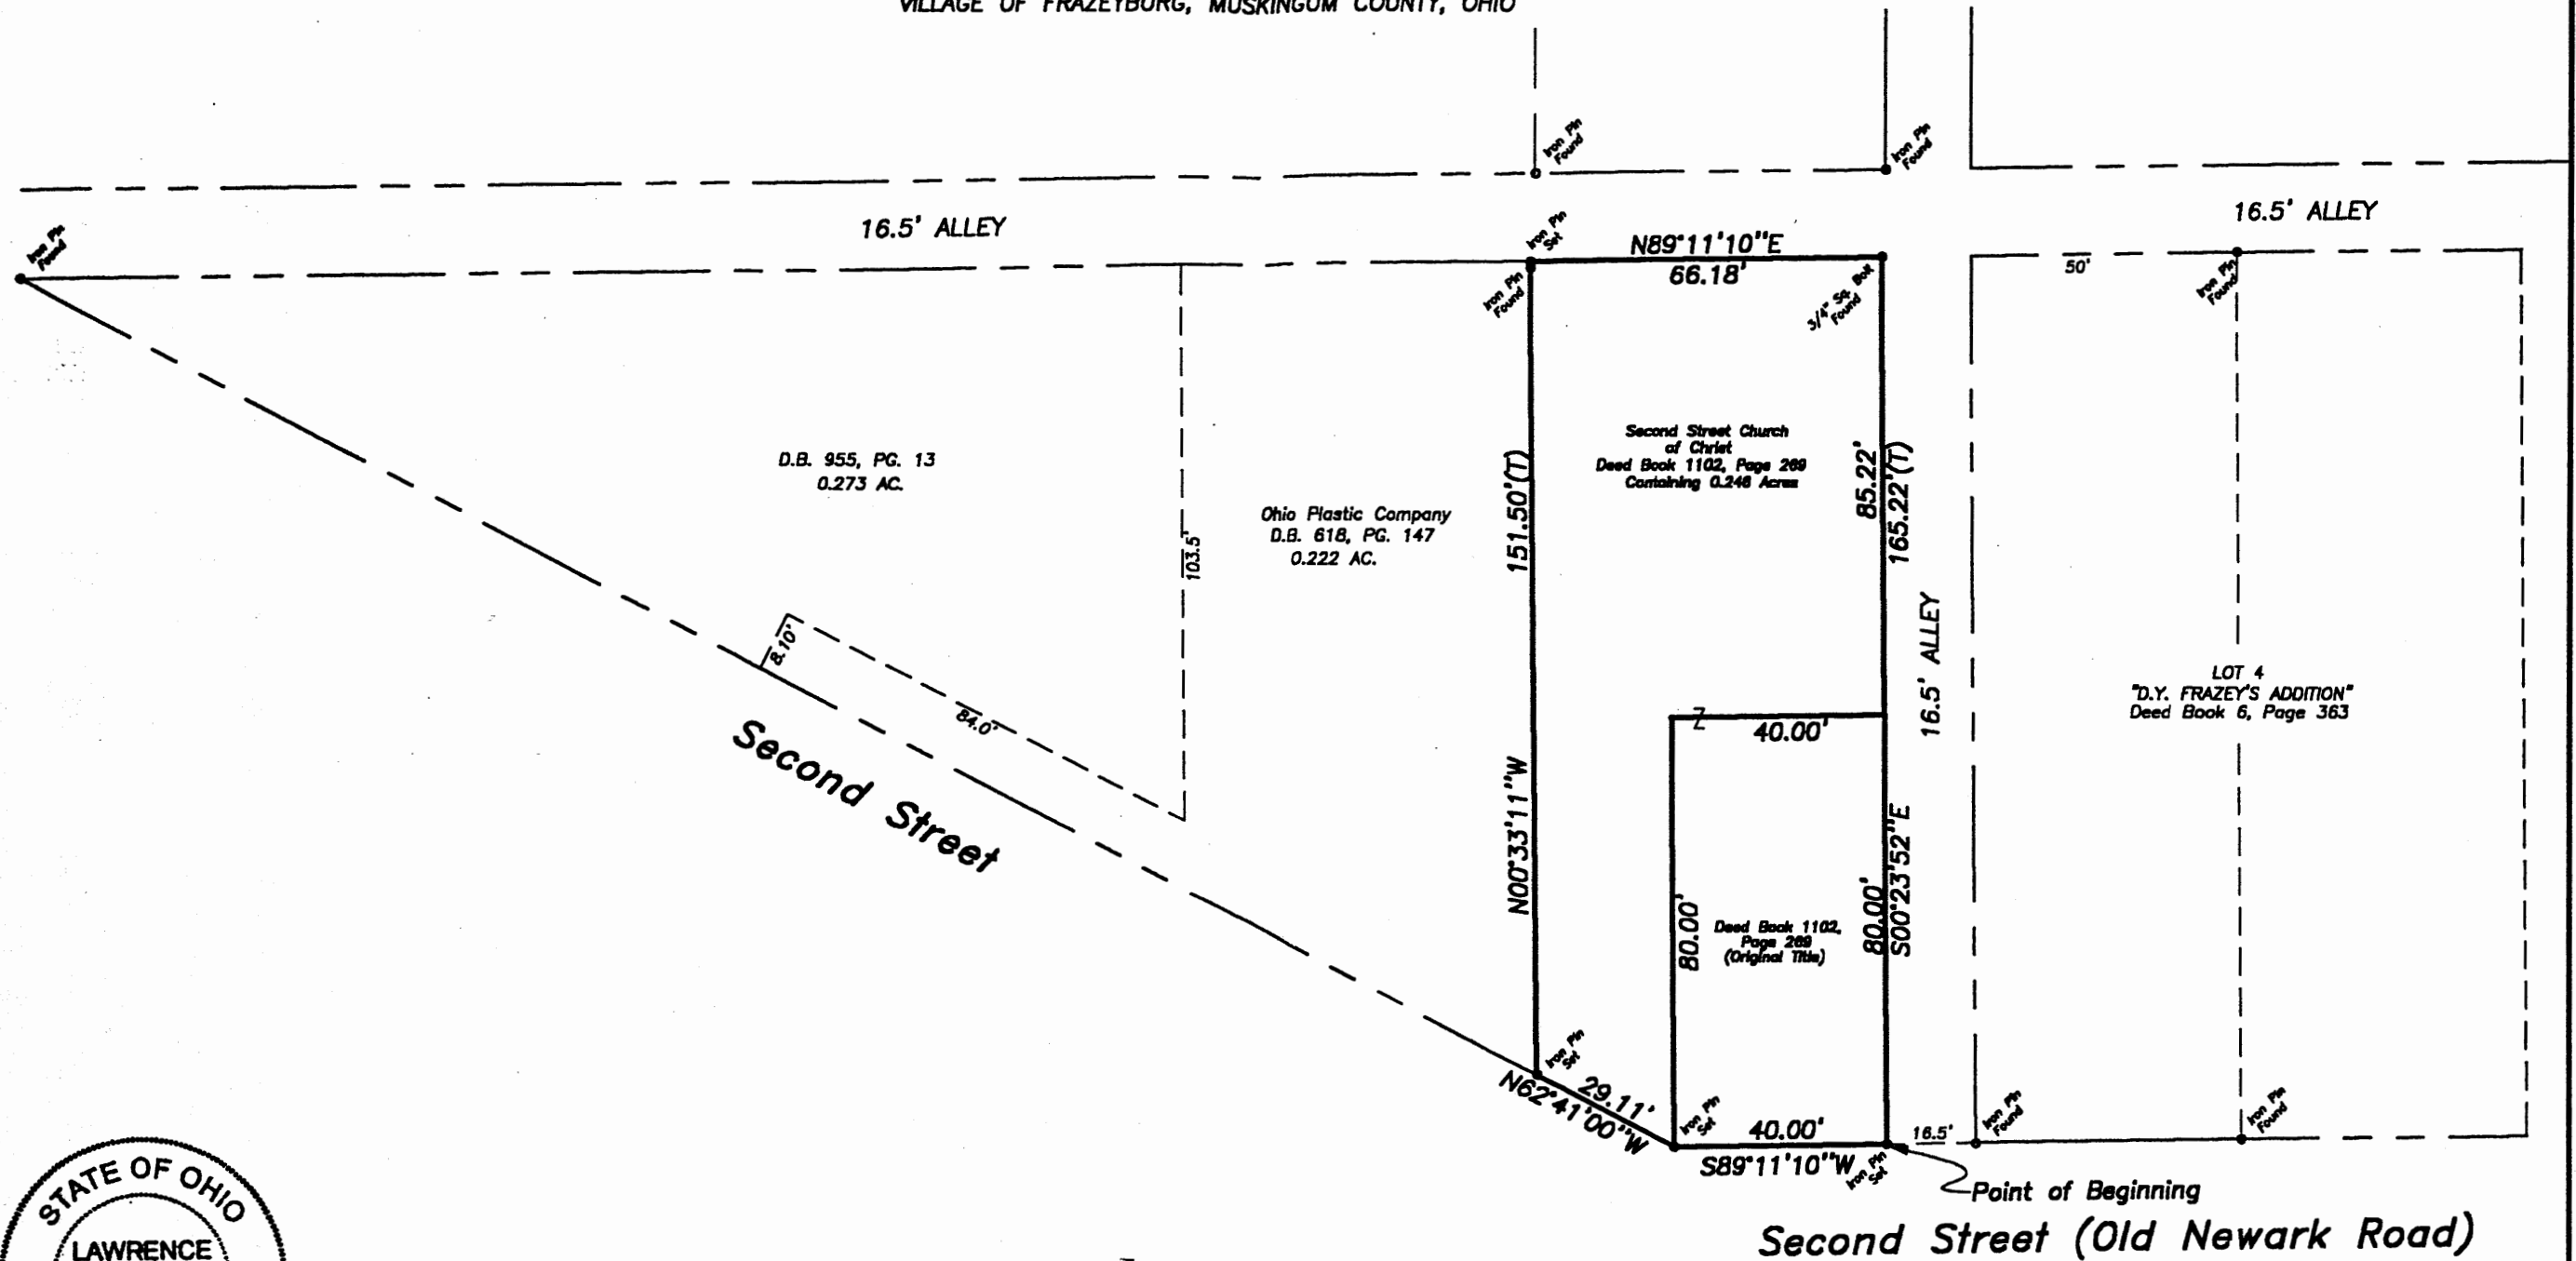 VILLAGE OF FRAZEYBURG, MUSKINGUM COUNTY, OHIO
Iron Pin
Found
Iron Pin
Found
16.5' ALLEY
16.5' ALLEY
Iron Pin
Found
Iron Pin
Set
N89°11'10"E
66.18'
Iron Pin
Found
3/4" Sq. Bolt
Found
50'
Iron Pin
Found
D.B. 955, PG. 13
0.273 AC.
Second Street Church
of Christ
Deed Book 1102, Page 269
Containing 0.246 Acres
Ohio Plastic Company
D.B. 618, PG. 147
0.222 AC.
103.5'
151.50'(T)
85.22'
165.22'(T)
8.10'
84.0'
Second Street
16.5' ALLEY
LOT 4
"D.Y. FRAZEY'S ADDITION"
Deed Book 6, Page 363
Z
40.00'
N00°33'11"W
80.00'
Deed Book 1102,
Page 269
(Original Title)
80.00'
S00°23'52"E
Iron Pin
Set
29.11'
N62°41'00"W
Iron Pin
Set
40.00'
S89°11'10"W
Iron Pin
Set
16.5'
Iron Pin
Found
Iron Pin
Found
Point of Beginning
Second Street (Old Newark Road)
STATE OF OHIO
LAWRENCE